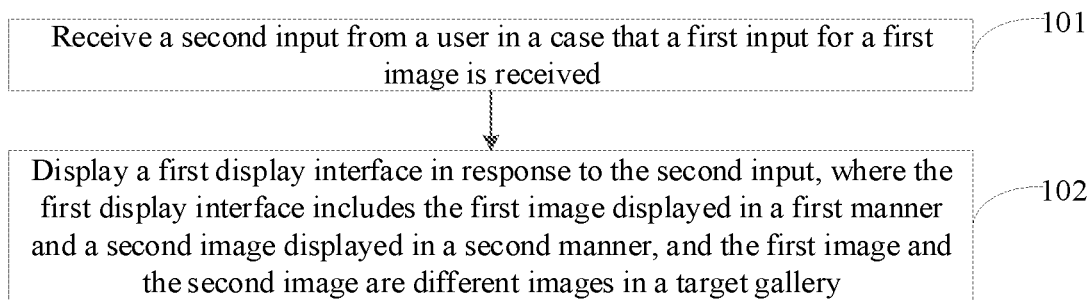 Receive a second input from a user in a case that a first input for a first
image is received
101
Display a first display interface in response to the second input, where the
first display interface includes the first image displayed in a first manner
and a second image displayed in a second manner, and the first image and
the second image are different images in a target gallery
102